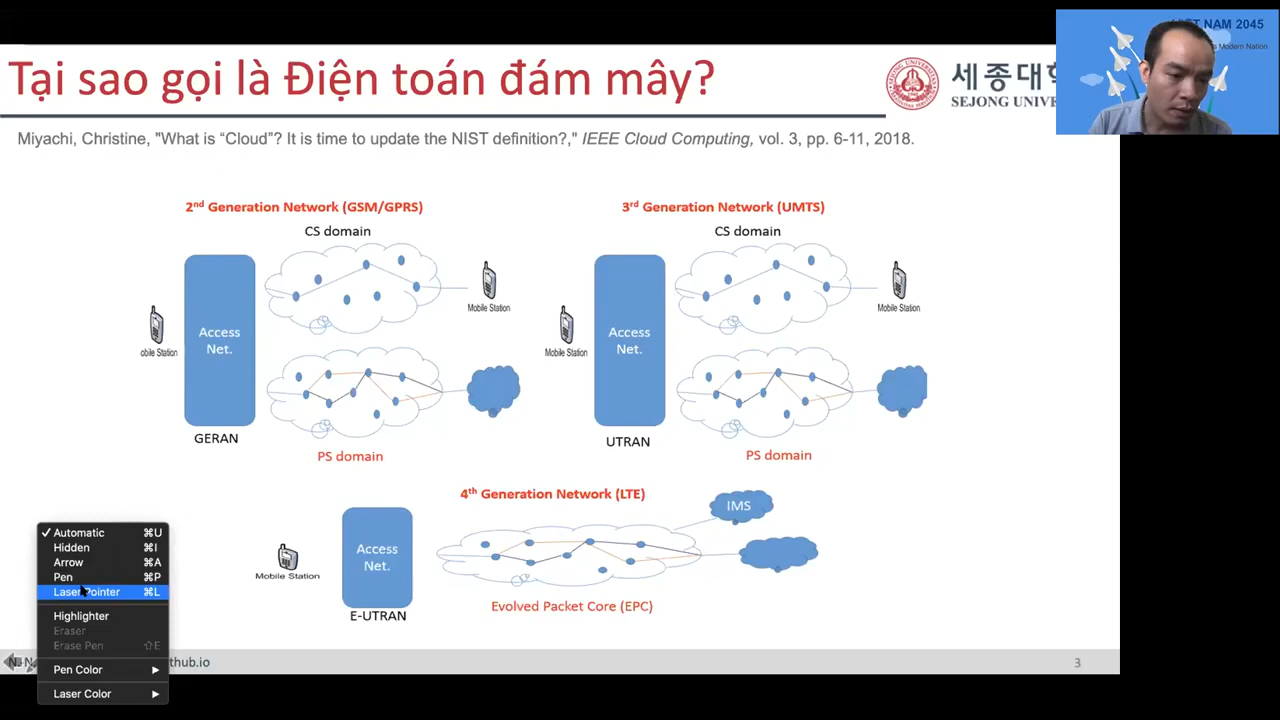 Tại sao gọi là Điện toán đám mây?
세종대
SEJONG UNIVE
NAM 2045
Modern Nation
Miyachi, Christine, "What is “Cloud”? It is time to update the NIST definition?," IEEE Cloud Computing, vol. 3, pp. 6-11, 2018.
2nd Generation Network (GSM/GPRS)
CS domain
Access
Net.
Mobile Station
obile Station
GERAN
PS domain
3rd Generation Network (UMTS)
CS domain
Access
Net.
Mobile Station
Mobile Station
UTRAN
PS domain
4th Generation Network (LTE)
IMS
Access
Net.
Mobile Station
Evolved Packet Core (EPC)
E-UTRAN
✓ Automatic ⌘U
Hidden ⌘I
Arrow ⌘A
Pen ⌘P
Laser Pointer ⌘L
Highlighter
Eraser
Erase Pen ⇧E
Pen Color
Laser Color
thub.io
3